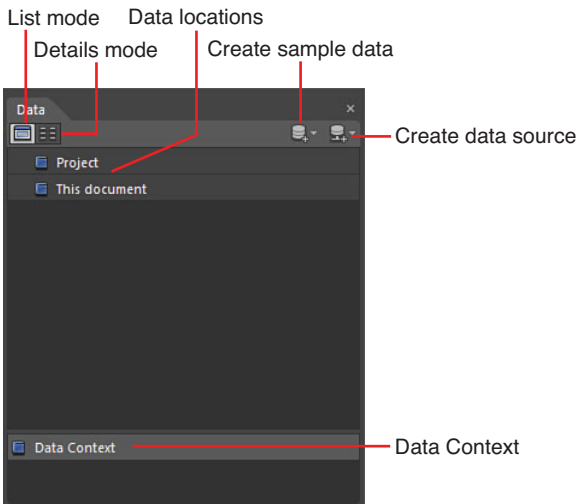 List mode
Data locations
Details mode
Create sample data
Data
×
Create data source
Project
This document
Data Context
Data Context